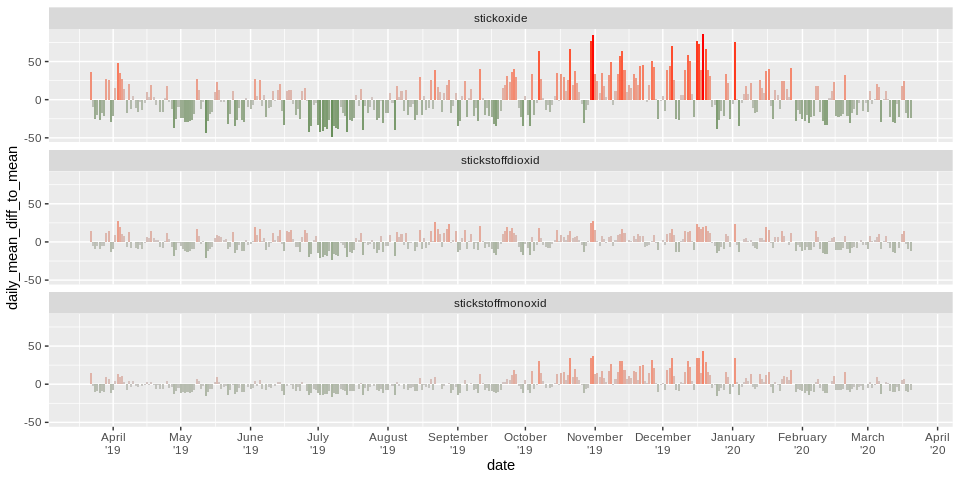 stickoxide
50
0
-50
stickstoffdioxid
50
0
-50
stickstoffmonoxid
50
0
-50
daily_mean_diff_to_mean
April May June July August September October November December January February March April
'19 '19 '19 '19 '19 '19 '19 '19 '19 '20 '20 '20 '20
date